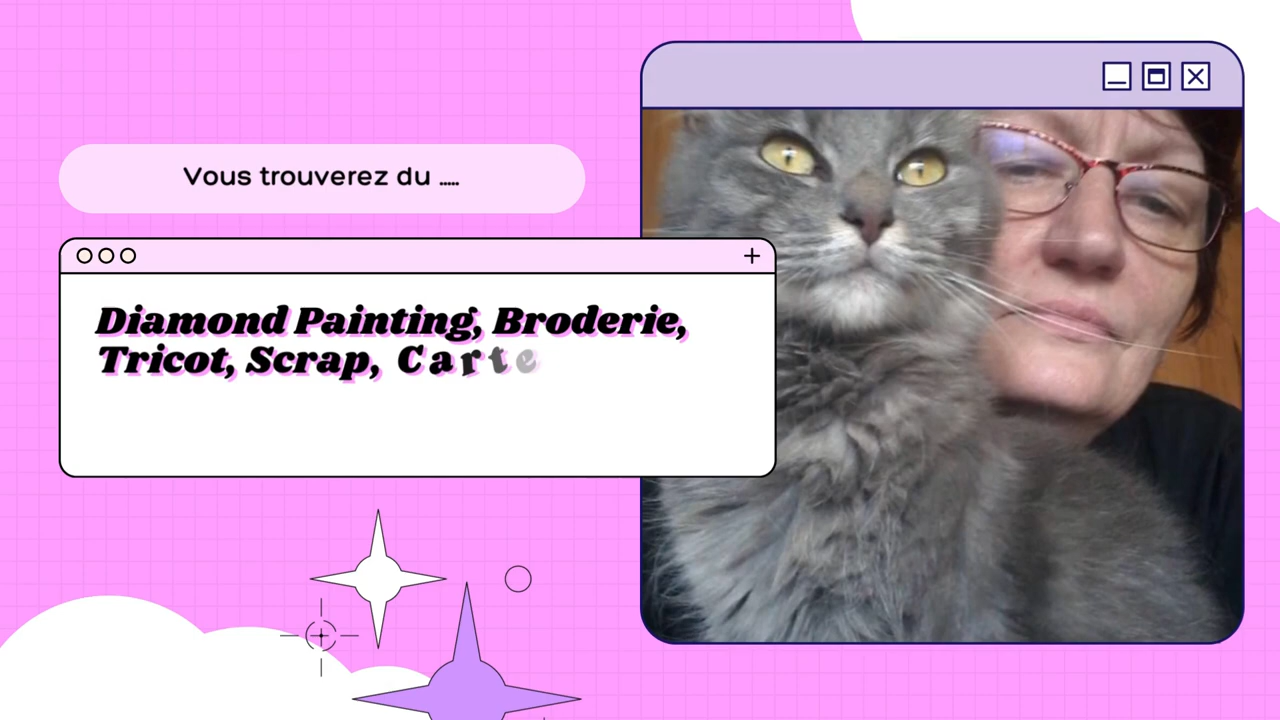 Vous trouverez du .....
Diamond Painting, Broderie,
Tricot, Scrap, Carte